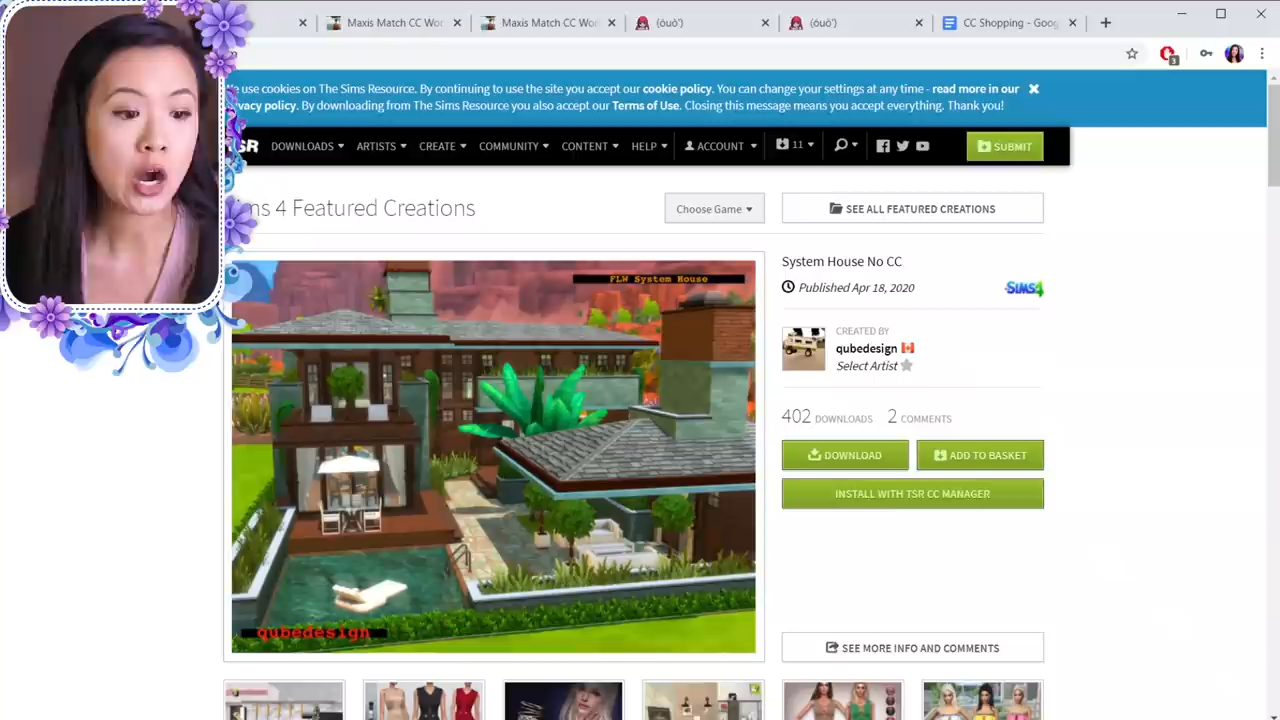 Maxis Match CC Wor
Maxis Match CC Wor
(òuó')
(òuó')
CC Shopping - Goog
3
e use cookies on The Sims Resource. By continuing to use the site you accept our cookie policy. You can change your settings at any time - read more in our
ivacy policy. By downloading from The Sims Resource you also accept our Terms of Use. Closing this message means you accept everything. Thank you!
SR DOWNLOADS ARTISTS CREATE COMMUNITY CONTENT HELP ACCOUNT 11 SUBMIT
ms 4 Featured Creations
Choose Game
SEE ALL FEATURED CREATIONS
FLW System House
System House No CC
Published Apr 18, 2020
SIMS4
CREATED BY
qubedesign
Select Artist
402 DOWNLOADS 2 COMMENTS
DOWNLOAD
ADD TO BASKET
INSTALL WITH TSR CC MANAGER
qubedesign
SEE MORE INFO AND COMMENTS